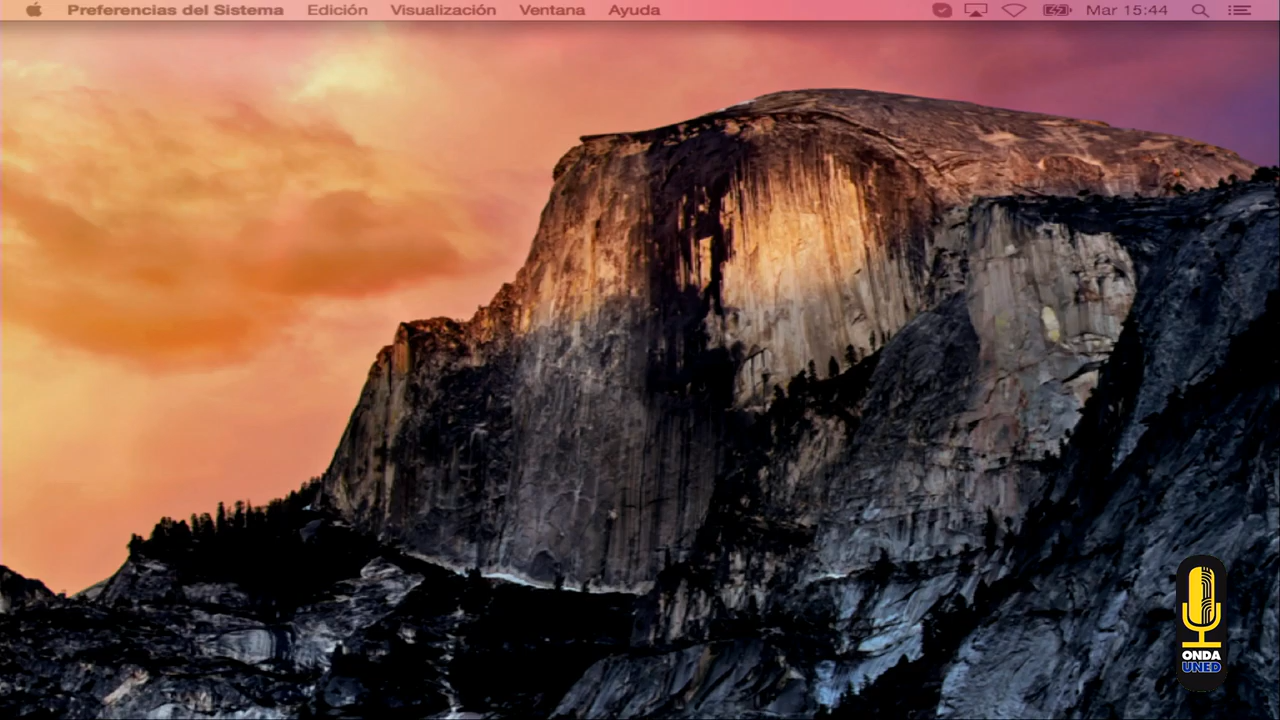 Preferencias del Sistema Edición Visualización Ventana Ayuda Mar 15:44
ONDA
UNED